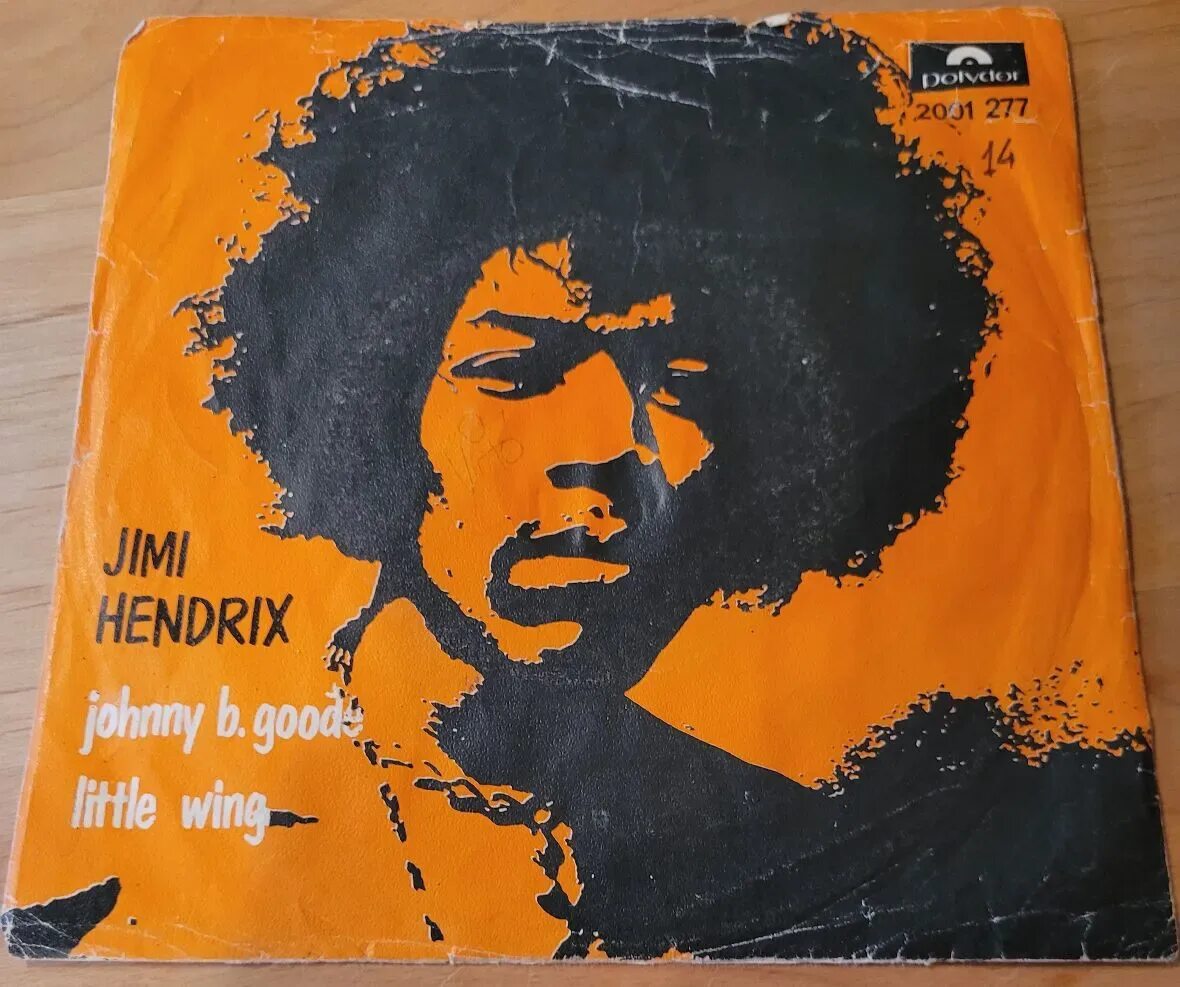 polydor
2001 277
14
JIMI
HENDRIX
johnny b. goode
little wing